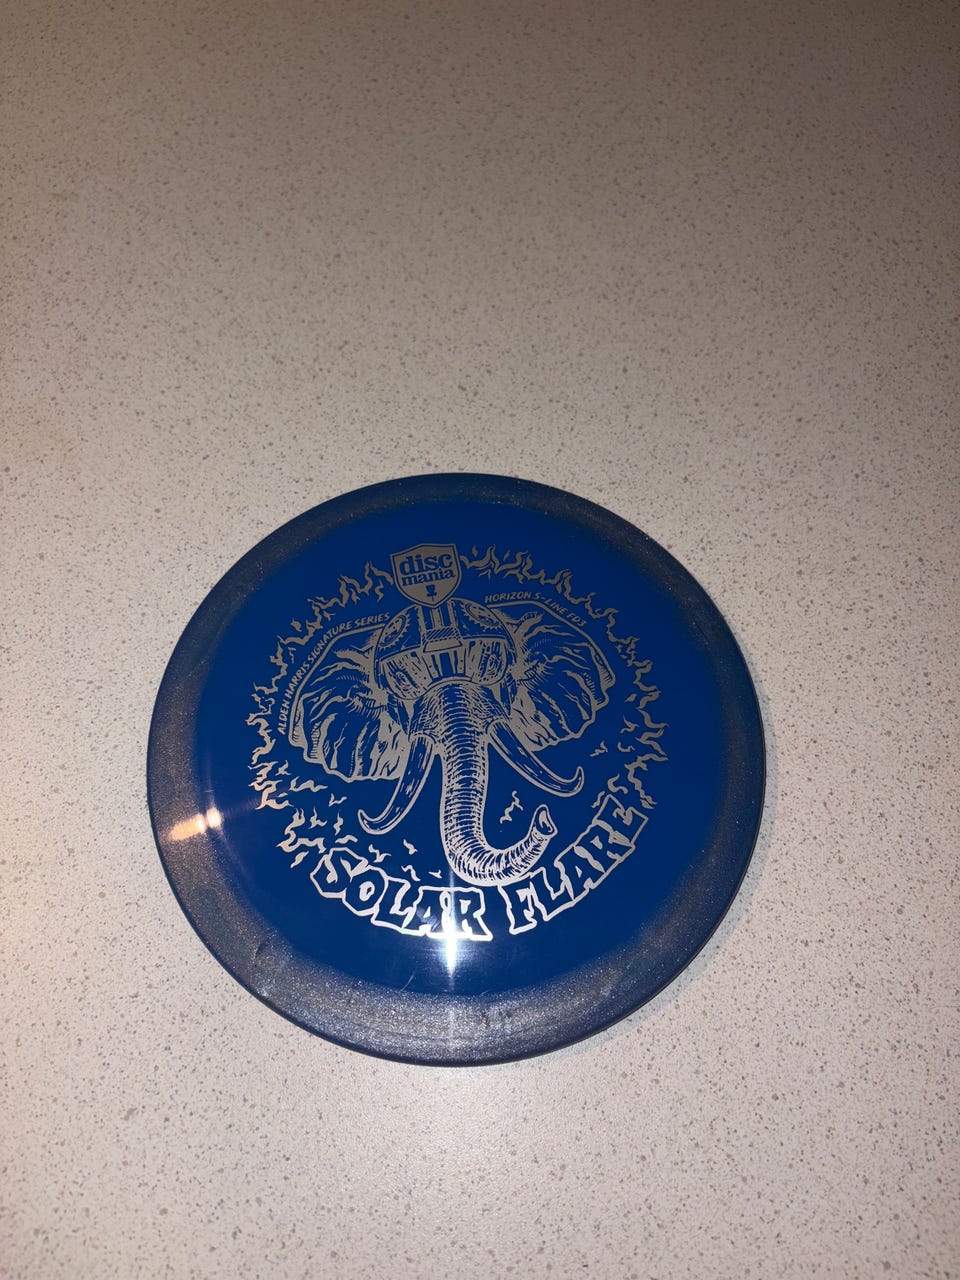 disc
mania
ALDEN HARRIS SIGNATURE SERIES
HORIZON S-LINE FD3
SOLAR FLARE